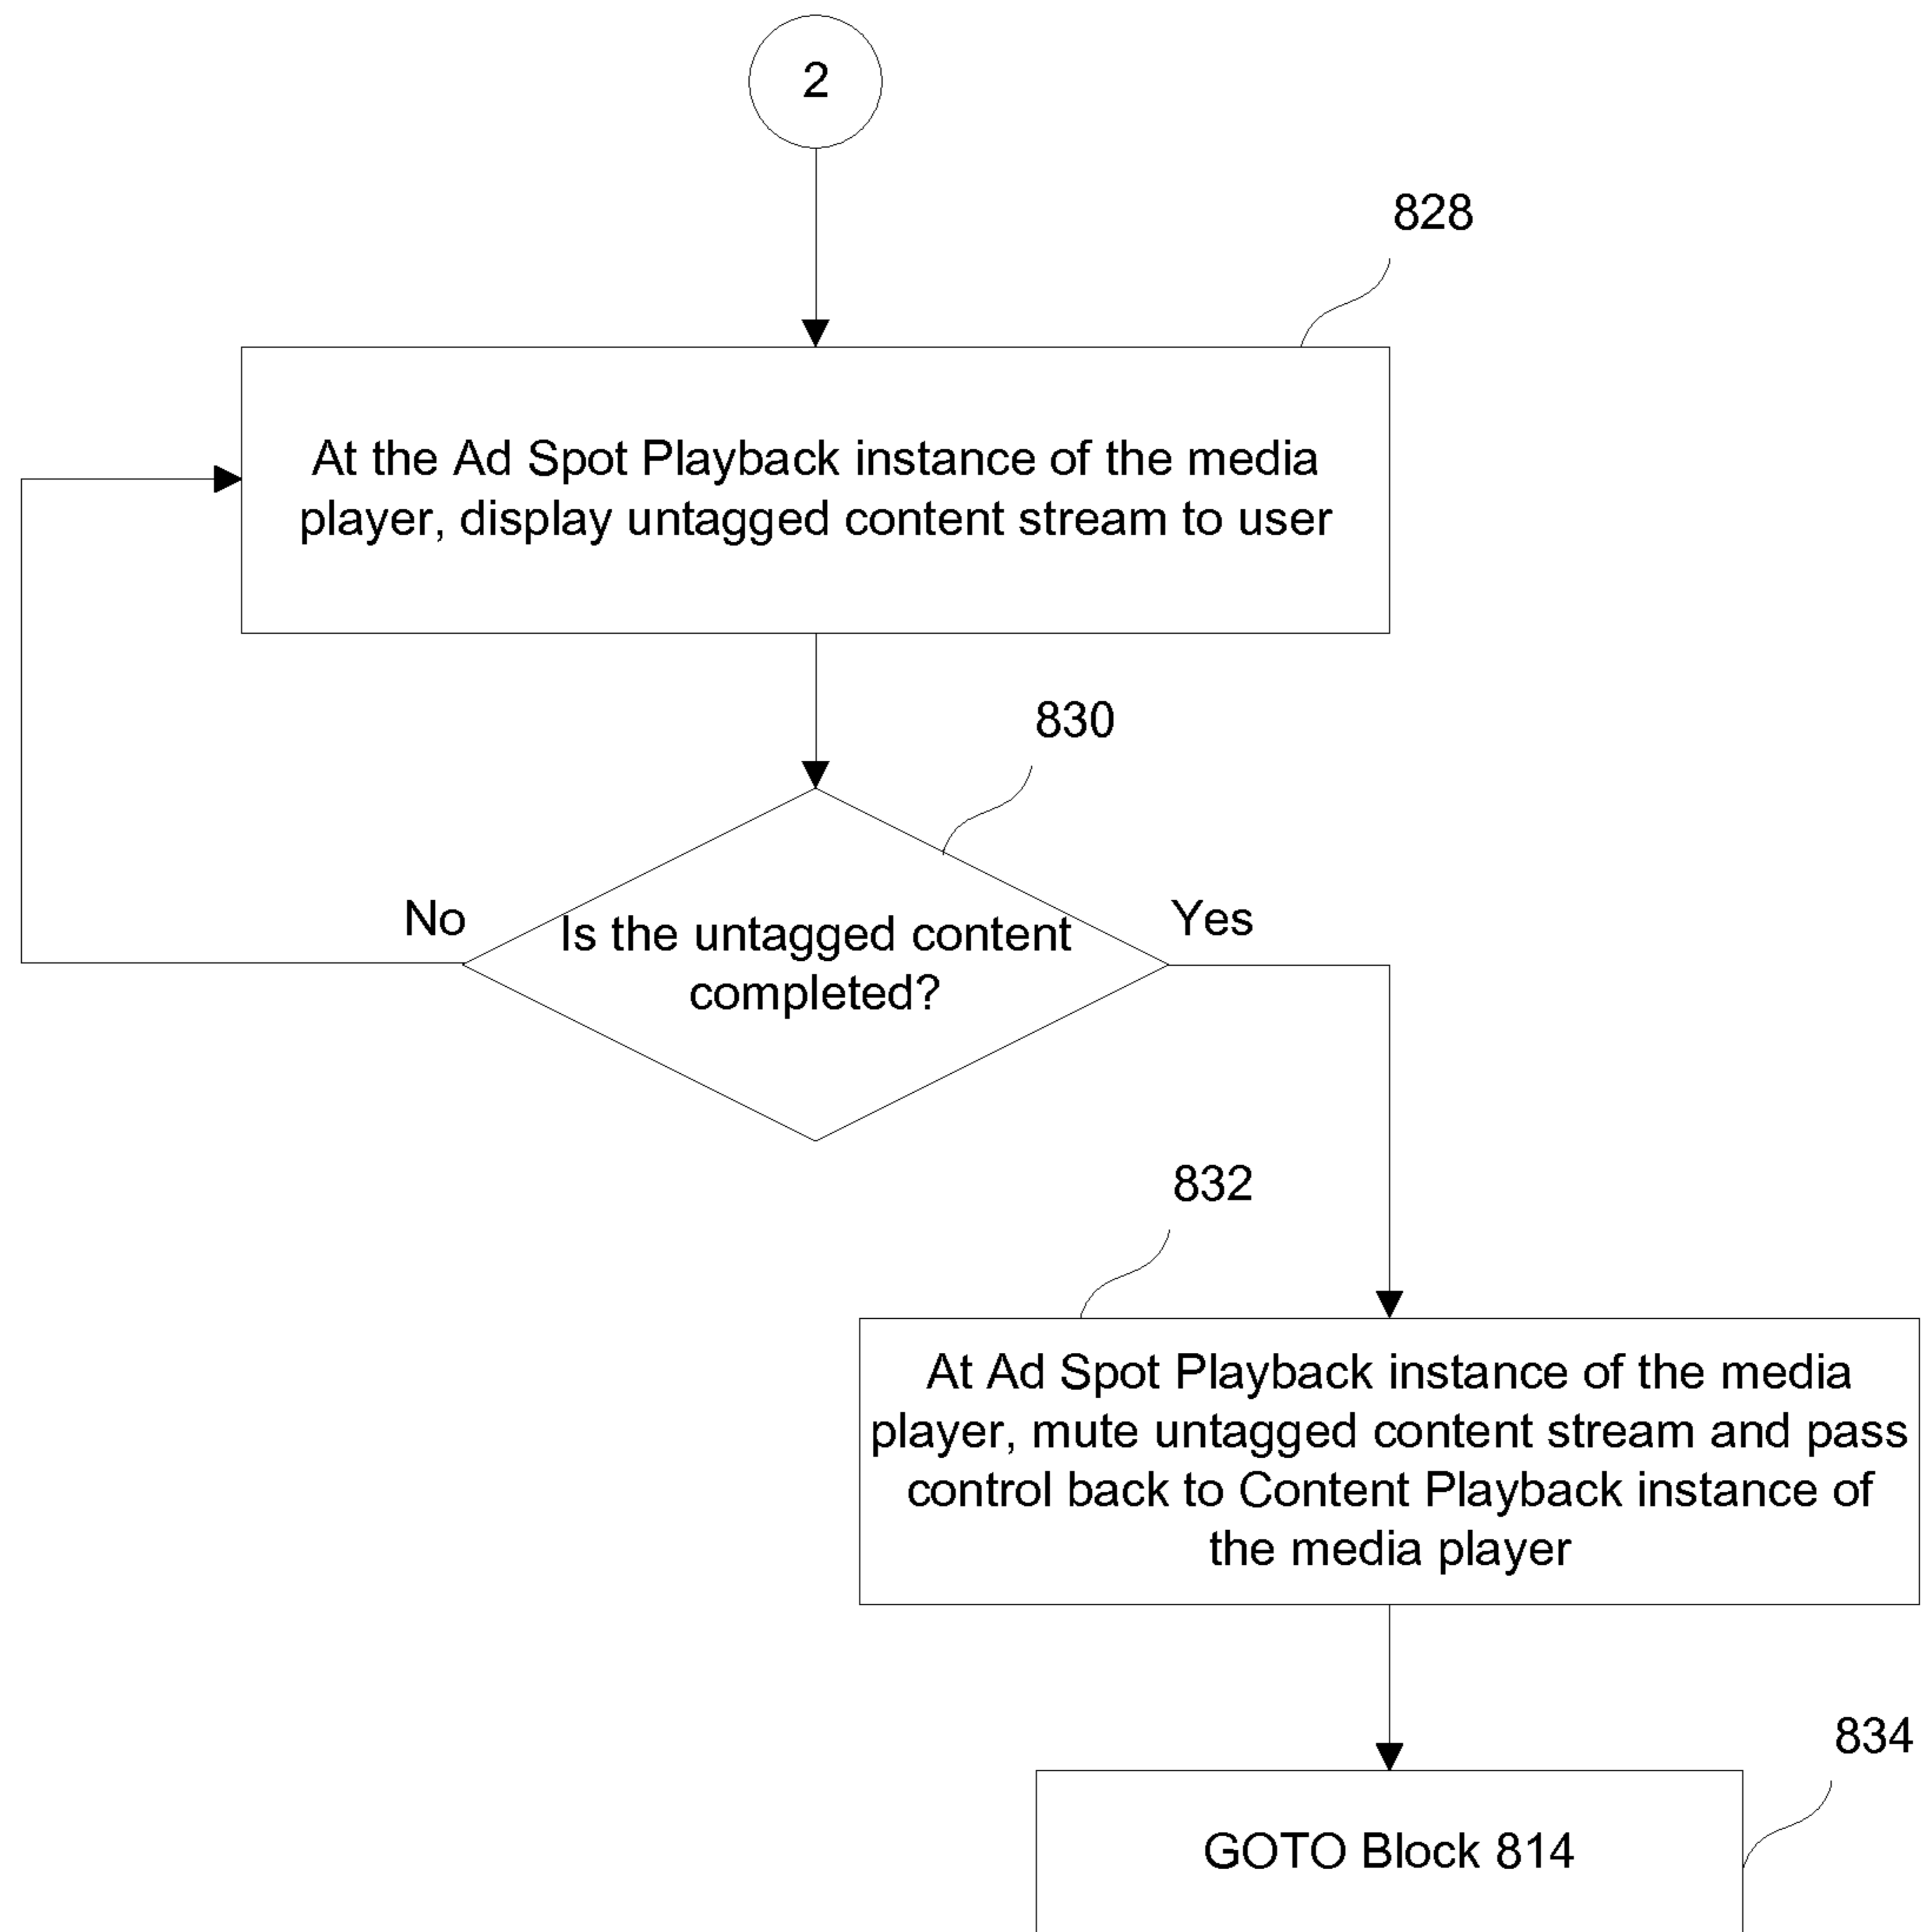 2
828
At the Ad Spot Playback instance of the media
player, display untagged content stream to user
830
No
Yes
Is the untagged content
completed?
832
At Ad Spot Playback instance of the media
player, mute untagged content stream and pass
control back to Content Playback instance of
the media player
834
GOTO Block 814